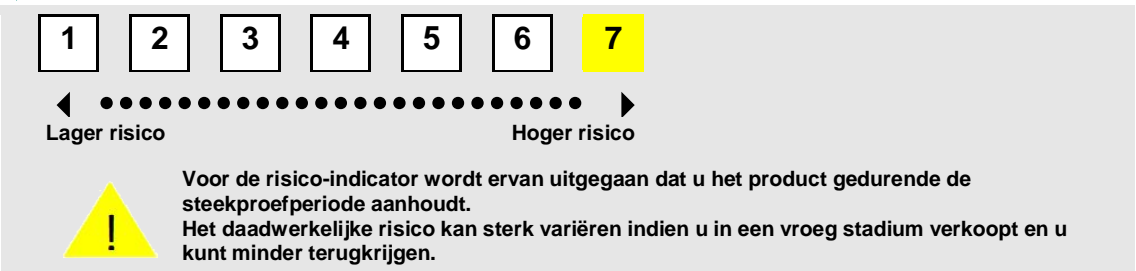 1 2 3 4 5 6 7
Lager risico Hoger risico
!
Voor de risico-indicator wordt ervan uitgegaan dat u het product gedurende de
steekproefperiode aanhoudt.
Het daadwerkelijke risico kan sterk variëren indien u in een vroeg stadium verkoopt en u
kunt minder terugkrijgen.